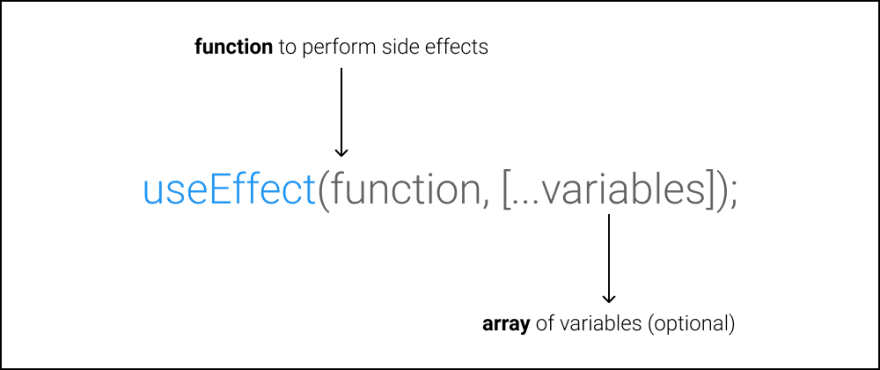 function to perform side effects
useEffect(function, [...variables]);
array of variables (optional)